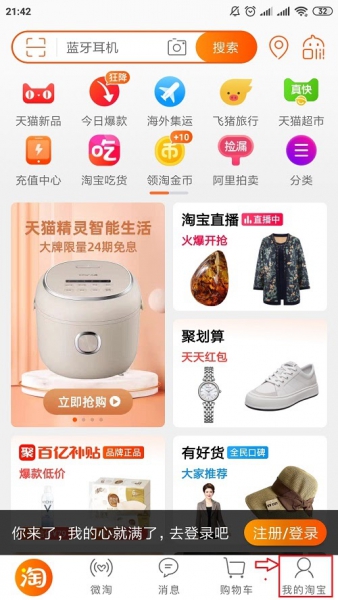 21:42
32
蓝牙耳机
搜索
Oli!
狂降
真快
天猫新品
今日爆款
海外集运
飞猪旅行
天猫超市
吃
+10
捡漏
充值中心
淘宝吃货
领淘金币
阿里拍卖
分类
天猫精灵智能生活
大牌限量24期免息
立即抢购
淘宝直播 直播中
火爆开抢
聚划算
天天红包
聚 百亿补贴 品牌正品
爆款低价
有好货 全民口碑
大家推荐
你来了，我的心就满了，去登录吧
注册/登录
淘
微淘
消息
购物车
我的淘宝